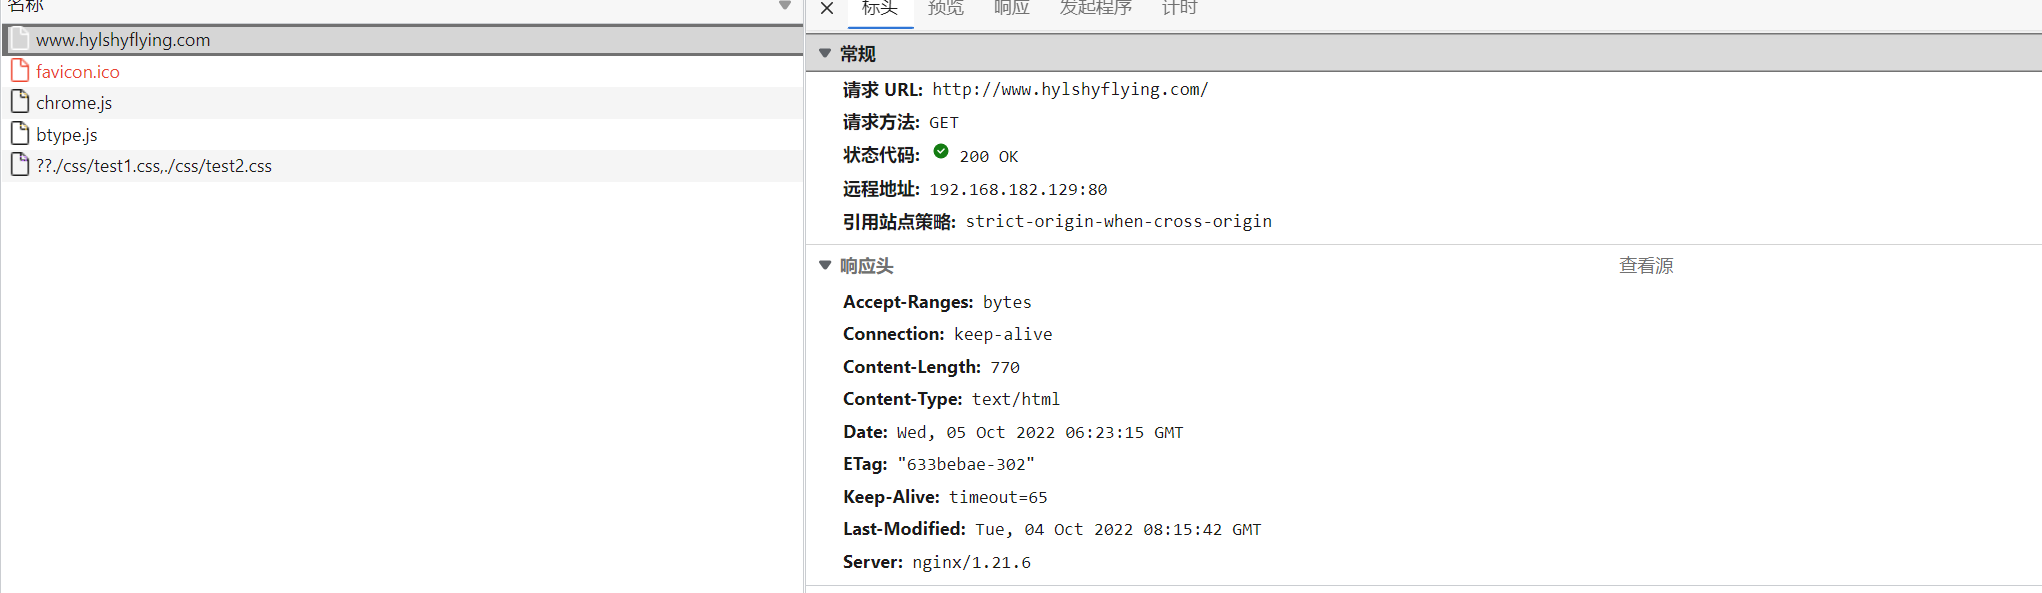 名称
www.hylshyflying.com
favicon.ico
chrome.js
btype.js
??./css/test1.css,./css/test2.css
标头 预览 响应 发起程序 计时
常规
请求 URL: http://www.hylshyflying.com/
请求方法: GET
状态代码: 200 OK
远程地址: 192.168.182.129:80
引用站点策略: strict-origin-when-cross-origin
响应头 查看源
Accept-Ranges: bytes
Connection: keep-alive
Content-Length: 770
Content-Type: text/html
Date: Wed, 05 Oct 2022 06:23:15 GMT
ETag: "633bebae-302"
Keep-Alive: timeout=65
Last-Modified: Tue, 04 Oct 2022 08:15:42 GMT
Server: nginx/1.21.6